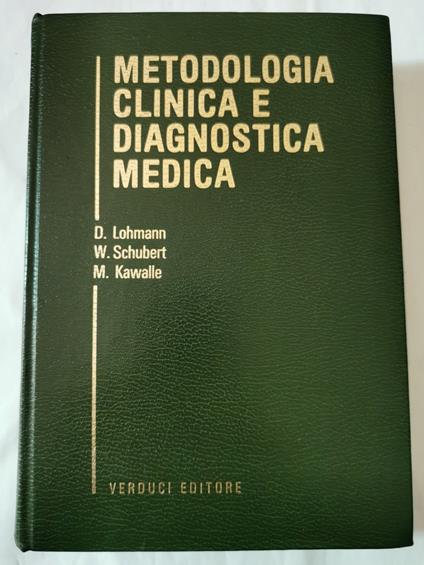 METODOLOGIA
CLINICA E
DIAGNOSTICA
MEDICA
D. Lohmann
W. Schubert
M. Kawalle
VERDUCI EDITORE